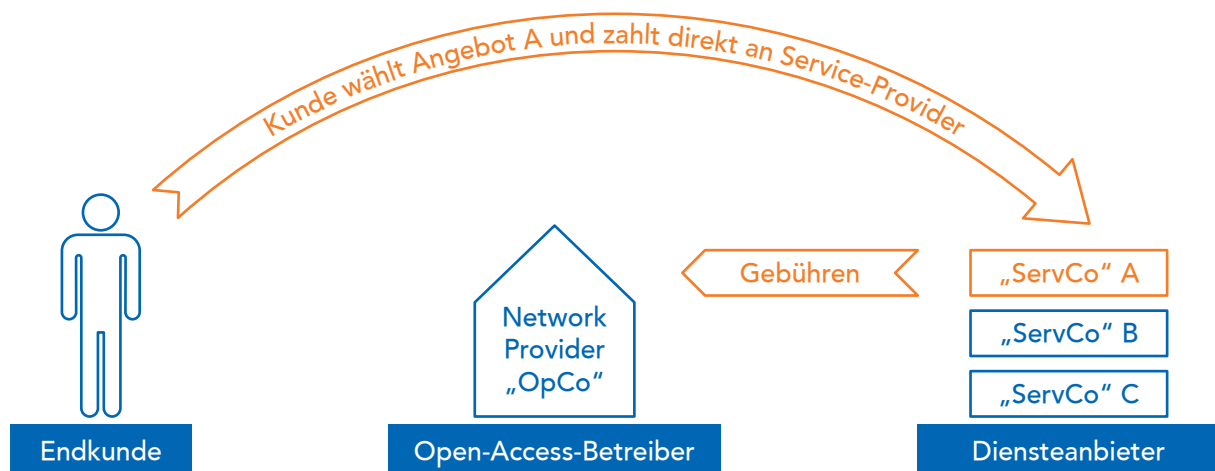 Kunde wählt Angebot A und zahlt direkt an Service-Provider
Gebühren
„ServCo“ A
Network
Provider
„OpCo“
„ServCo“ B
„ServCo“ C
Endkunde
Open-Access-Betreiber
Diensteanbieter